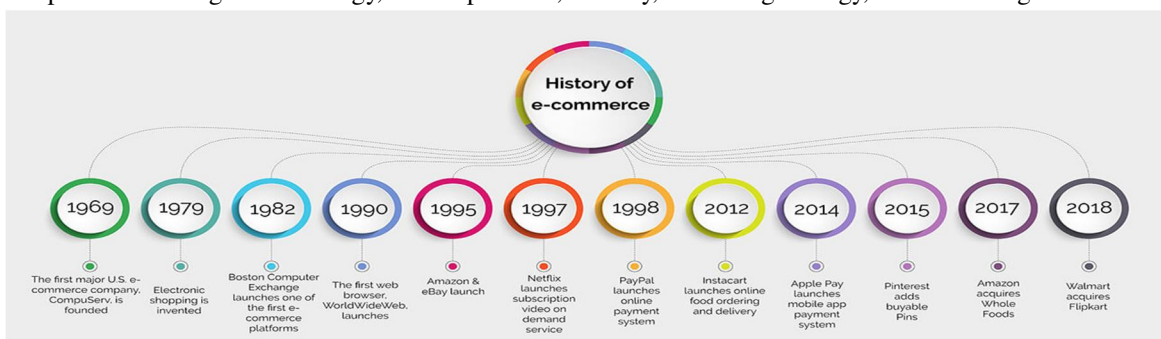 History of
e-commerce
1969
1979
1982
1990
1995
1997
1998
2012
2014
2015
2017
2018
The first major U.S. e-
commerce company,
CompuServ, is
founded
Electronic
shopping is
invented
Boston Computer
Exchange
launches one of
the first e-
commerce
platforms
The first web
browser,
WorldWideWeb,
launches
Amazon &
eBay launch
Netflix
launches
subscription
video on
demand
service
PayPal
launches
online
payment
system
Instacart
launches online
food ordering
and delivery
Apple Pay
launches
mobile app
payment
system
Pinterest
adds
buyable
Pins
Amazon
acquires
Whole
Foods
Walmart
acquires
Flipkart